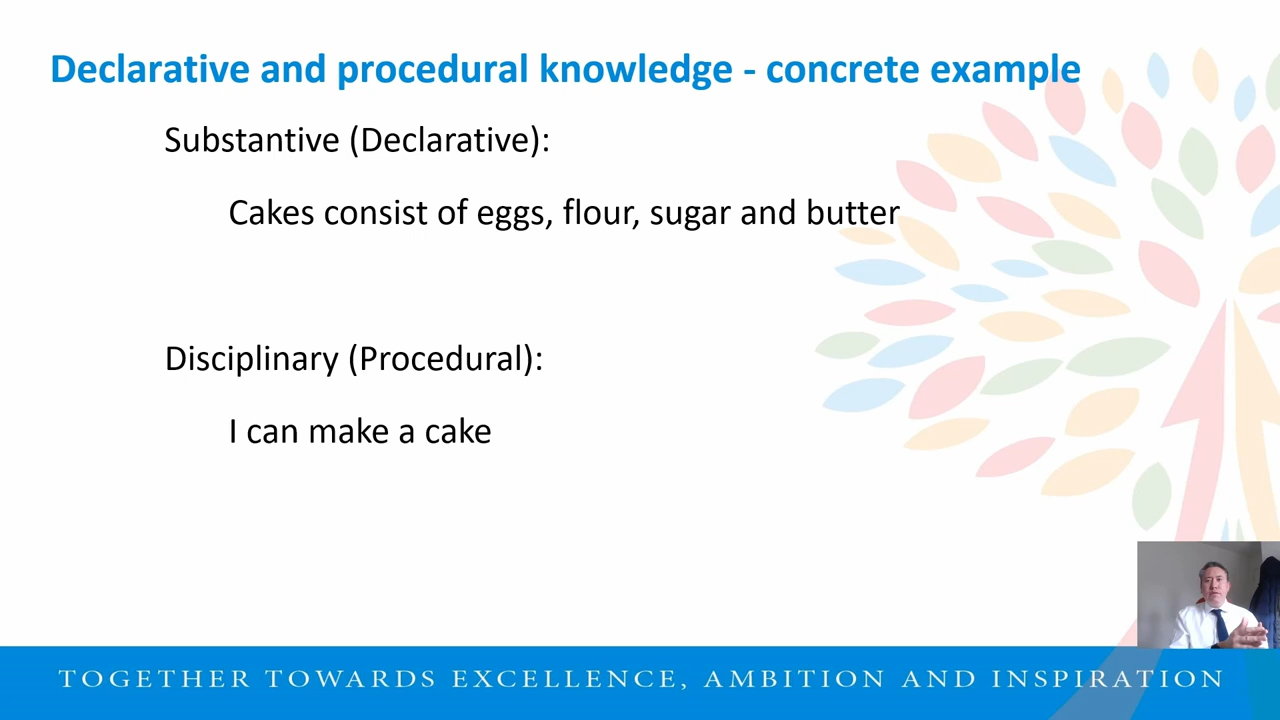 Declarative and procedural knowledge - concrete example
Substantive (Declarative):
Cakes consist of eggs, flour, sugar and butter
Disciplinary (Procedural):
I can make a cake
TOGETHER TOWARDS EXCELLENCE, AMBITION AND INSPIRATION